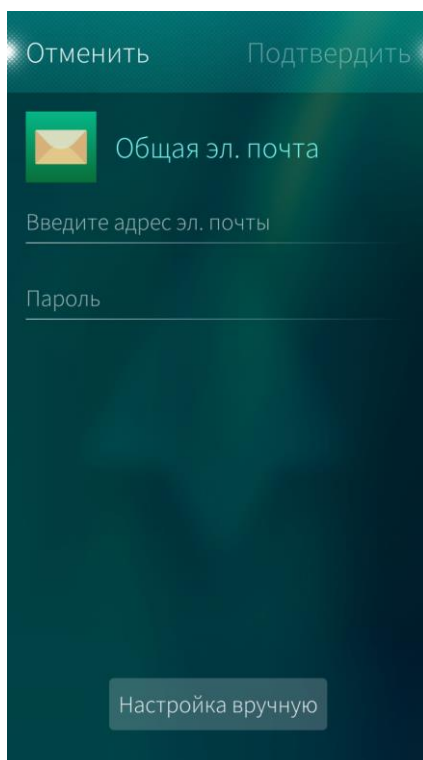 Отменить Подтвердить
Общая эл. почта
Введите адрес эл. почты
Пароль
Настройка вручную